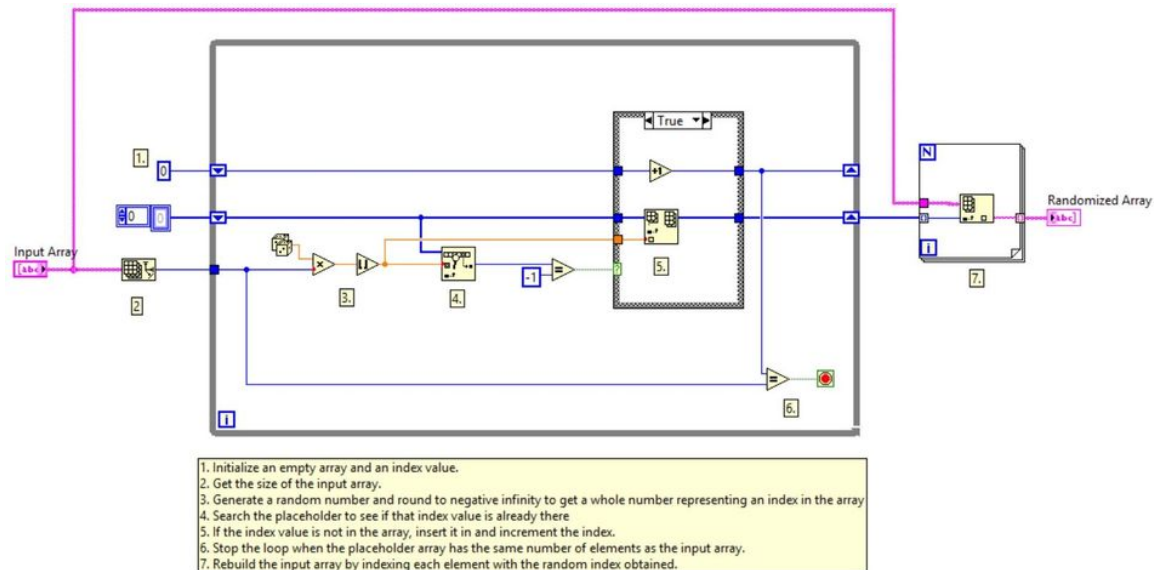 True
1.
0
N
+1
Randomized Array
[abc]
0
0
Input Array
[abc]
i
-1
=
?
5.
7.
×
3.
4.
2
=
6.
i
1. Initialize an empty array and an index value.
2. Get the size of the input array.
3. Generate a random number and round to negative infinity to get a whole number representing an index in the array
4. Search the placeholder to see if that index value is already there
5. If the index value is not in the array, insert it in and increment the index.
6. Stop the loop when the placeholder array has the same number of elements as the input array.
7. Rebuild the input array by indexing each element with the random index obtained.